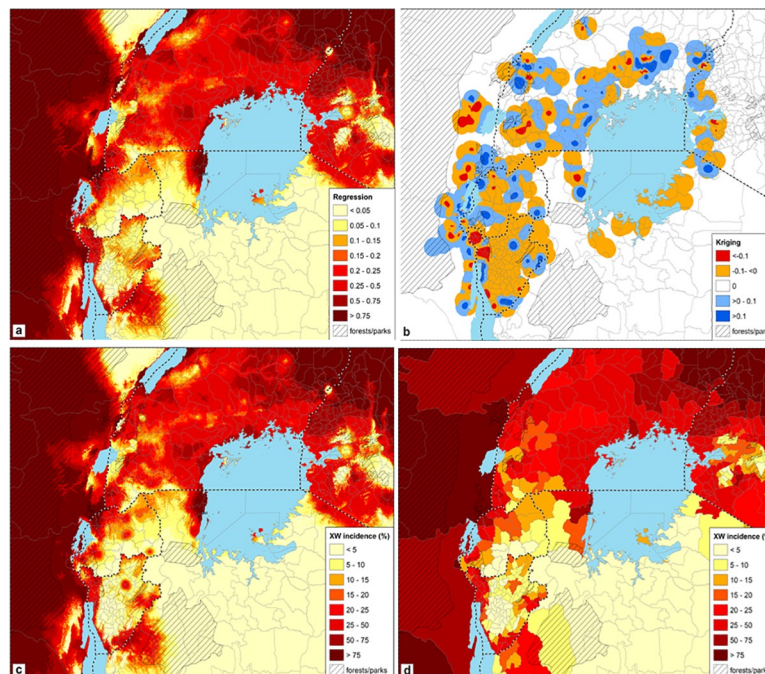 Regression
< 0.05
0.05 - 0.1
0.1 - 0.15
0.15 - 0.2
0.2 - 0.25
0.25 - 0.5
0.5 - 0.75
> 0.75
forests/parks
a
Kriging
<-0.1
-0.1- <0
0
>0 - 0.1
>0.1
forests/parks
b
XW incidence (%)
< 5
5 - 10
10 - 15
15 - 20
20 - 25
25 - 50
50 - 75
> 75
forests/parks
c
XW incidence (%)
< 5
5 - 10
10 - 15
15 - 20
20 - 25
25 - 50
50 - 75
> 75
forests/parks
d